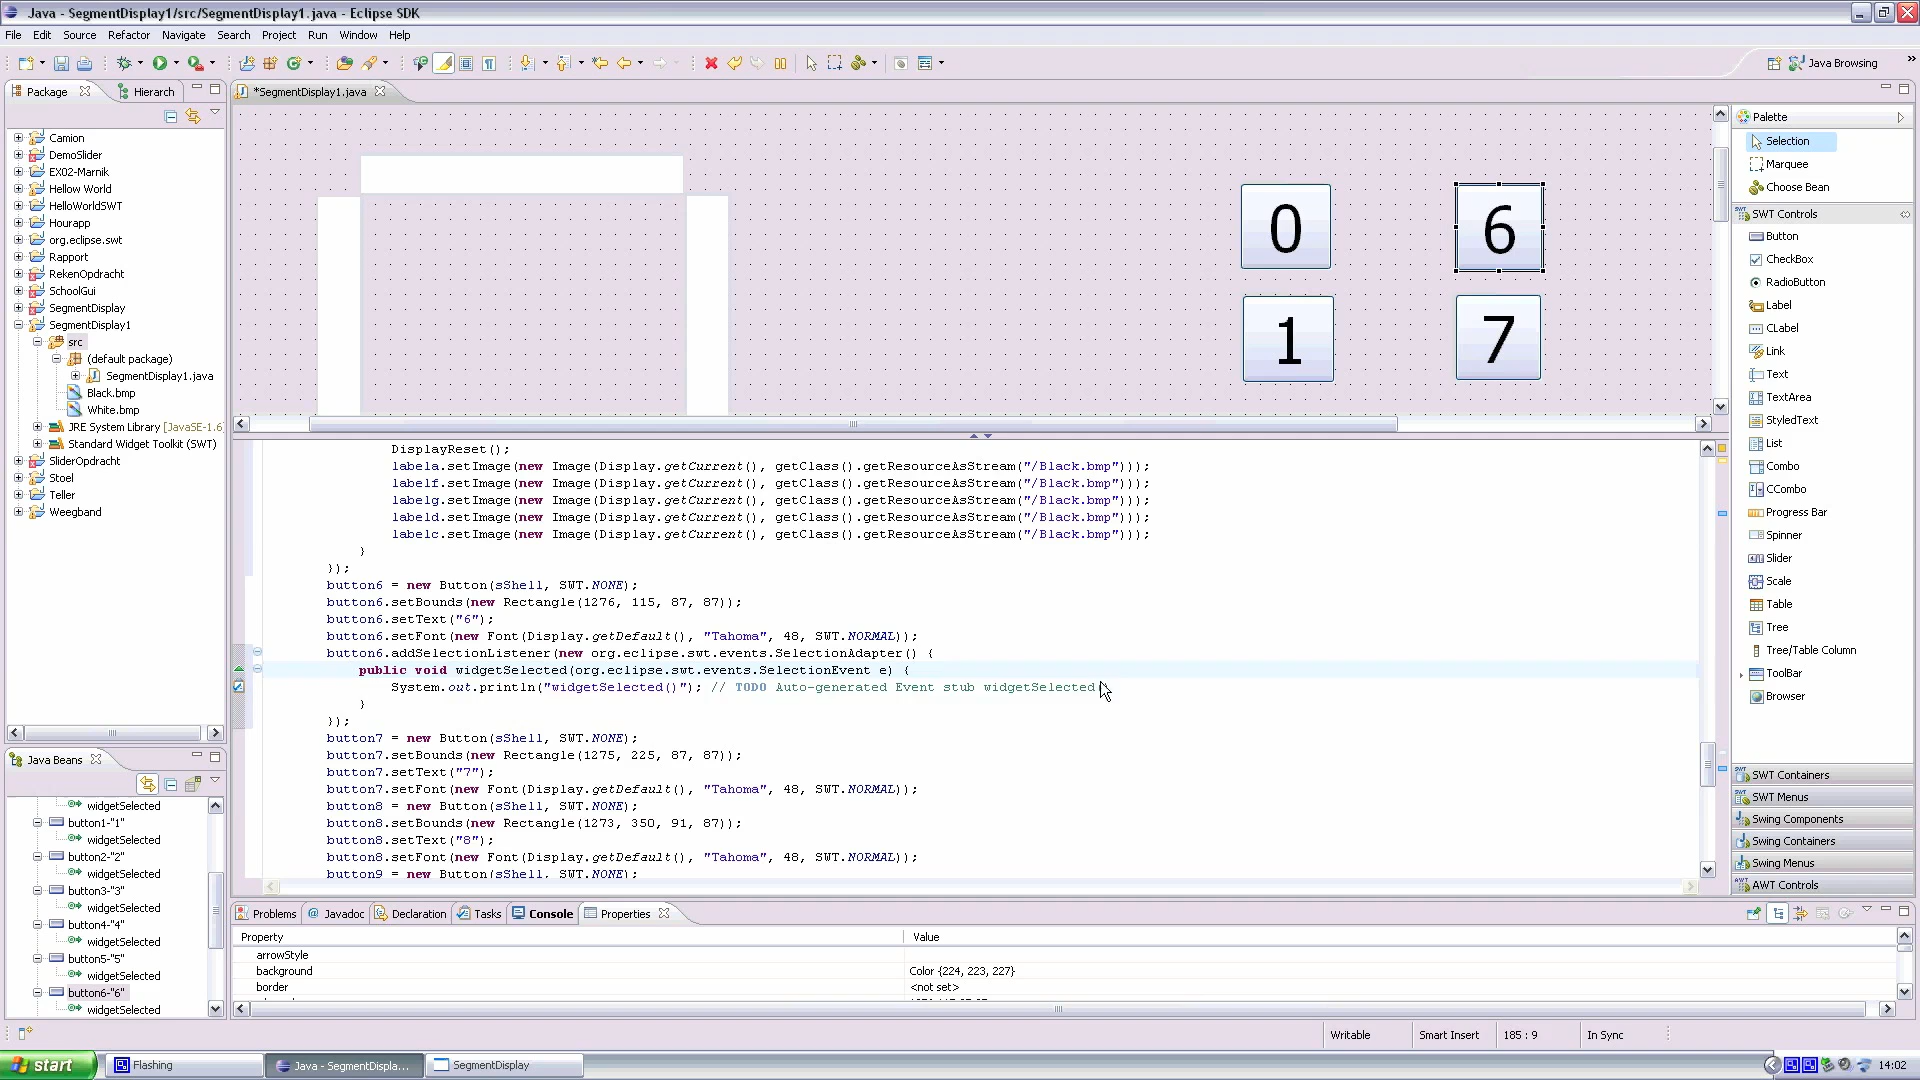 Java - SegmentDisplay1/src/SegmentDisplay1.java - Eclipse SDK
File Edit Source Refactor Navigate Search Project Run Window Help
Java Browsing
Package
Hierarch
*SegmentDisplay1.java
Camion
DemoSlider
EX02-Marnik
Hellow World
HelloWorldSWT
Hourapp
org.eclipse.swt
Rapport
RekenOpdracht
SchoolGui
SegmentDisplay
SegmentDisplay1
src
(default package)
SegmentDisplay1.java
Black.bmp
White.bmp
JRE System Library [JavaSE-1.6
Standard Widget Toolkit (SWT)
SliderOpdracht
Stoel
Teller
Weegband
0
6
1
7
Palette
Selection
Marquee
Choose Bean
SWT Controls
Button
CheckBox
RadioButton
Label
CLabel
Link
Text
TextArea
StyledText
List
Combo
CCombo
Progress Bar
Spinner
Slider
Scale
Table
Tree
Tree/Table Column
ToolBar
Browser
SWT Containers
SWT Menus
Swing Components
Swing Containers
Swing Menus
AWT Controls
DisplayReset();
labela.setImage(new Image(Display.getCurrent(), getClass().getResourceAsStream("/Black.bmp")));
labelf.setImage(new Image(Display.getCurrent(), getClass().getResourceAsStream("/Black.bmp")));
labelg.setImage(new Image(Display.getCurrent(), getClass().getResourceAsStream("/Black.bmp")));
labeld.setImage(new Image(Display.getCurrent(), getClass().getResourceAsStream("/Black.bmp")));
labelc.setImage(new Image(Display.getCurrent(), getClass().getResourceAsStream("/Black.bmp")));
}
});
button6 = new Button(sShell, SWT.NONE);
button6.setBounds(new Rectangle(1276, 115, 87, 87));
button6.setText("6");
button6.setFont(new Font(Display.getDefault(), "Tahoma", 48, SWT.NORMAL));
button6.addSelectionListener(new org.eclipse.swt.events.SelectionAdapter() {
public void widgetSelected(org.eclipse.swt.events.SelectionEvent e) {
System.out.println("widgetSelected()"); // TODO Auto-generated Event stub widgetSelected(
}
});
button7 = new Button(sShell, SWT.NONE);
button7.setBounds(new Rectangle(1275, 225, 87, 87));
button7.setText("7");
button7.setFont(new Font(Display.getDefault(), "Tahoma", 48, SWT.NORMAL));
button8 = new Button(sShell, SWT.NONE);
button8.setBounds(new Rectangle(1273, 350, 91, 87));
button8.setText("8");
button8.setFont(new Font(Display.getDefault(), "Tahoma", 48, SWT.NORMAL));
button9 = new Button(sShell, SWT.NONE);
Java Beans
widgetSelected
button1-"1"
widgetSelected
button2-"2"
widgetSelected
button3-"3"
widgetSelected
button4-"4"
widgetSelected
button5-"5"
widgetSelected
button6-"6"
widgetSelected
Problems @ Javadoc Declaration Tasks Console Properties
Property Value
arrowStyle
background Color {224, 223, 227}
border <not set>
Writable Smart Insert 185 : 9 In Sync
start Flashing Java - SegmentDispla... SegmentDisplay 14:02